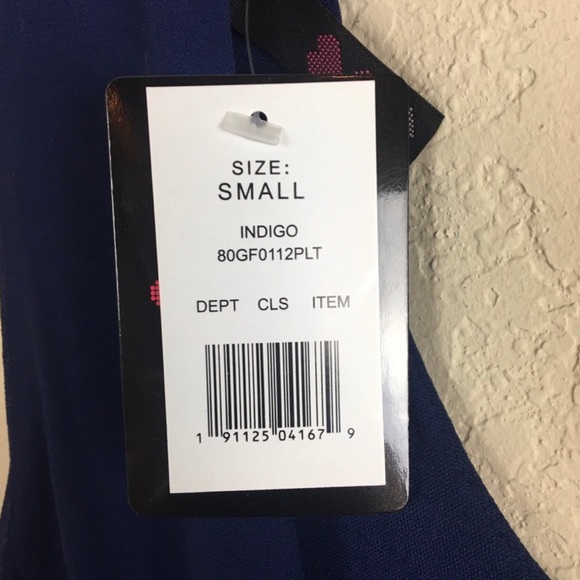 SIZE:
SMALL
INDIGO
80GF0112PLT
DEPT CLS ITEM
1 91125 04167 9